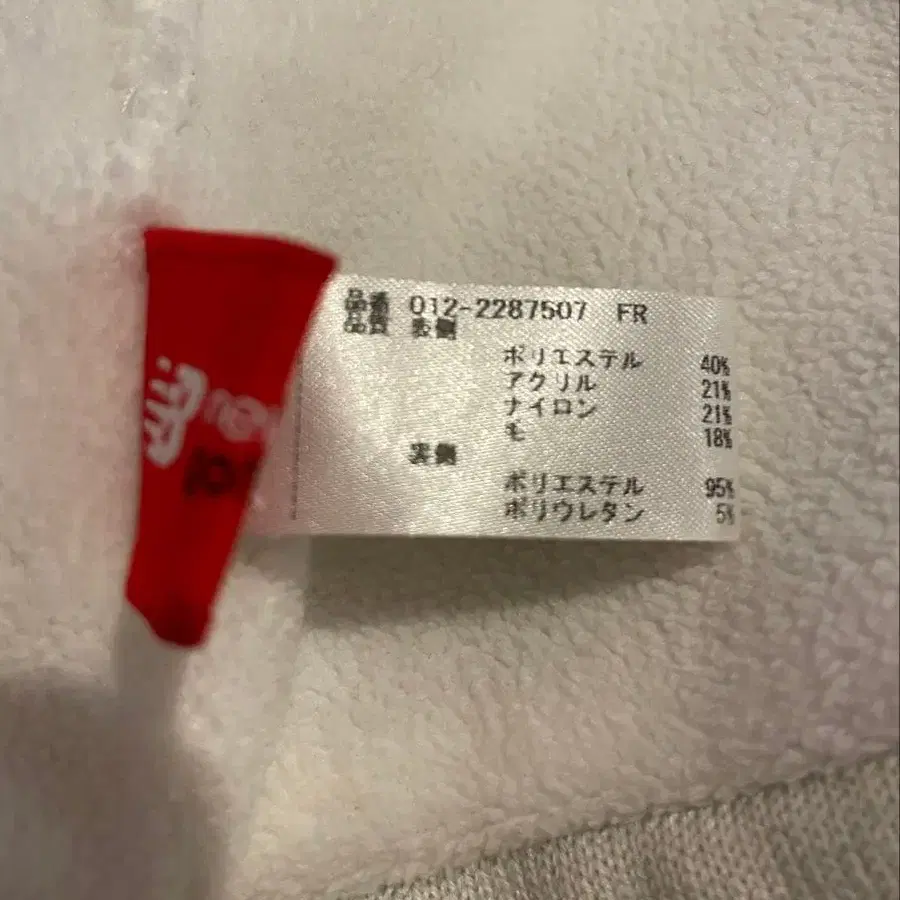 品番 012-2287507 FR
品質 表側
ポリエステル 40%
アクリル 21%
ナイロン 21%
毛 18%
裏側
ポリエステル 95%
ポリウレタン 5%